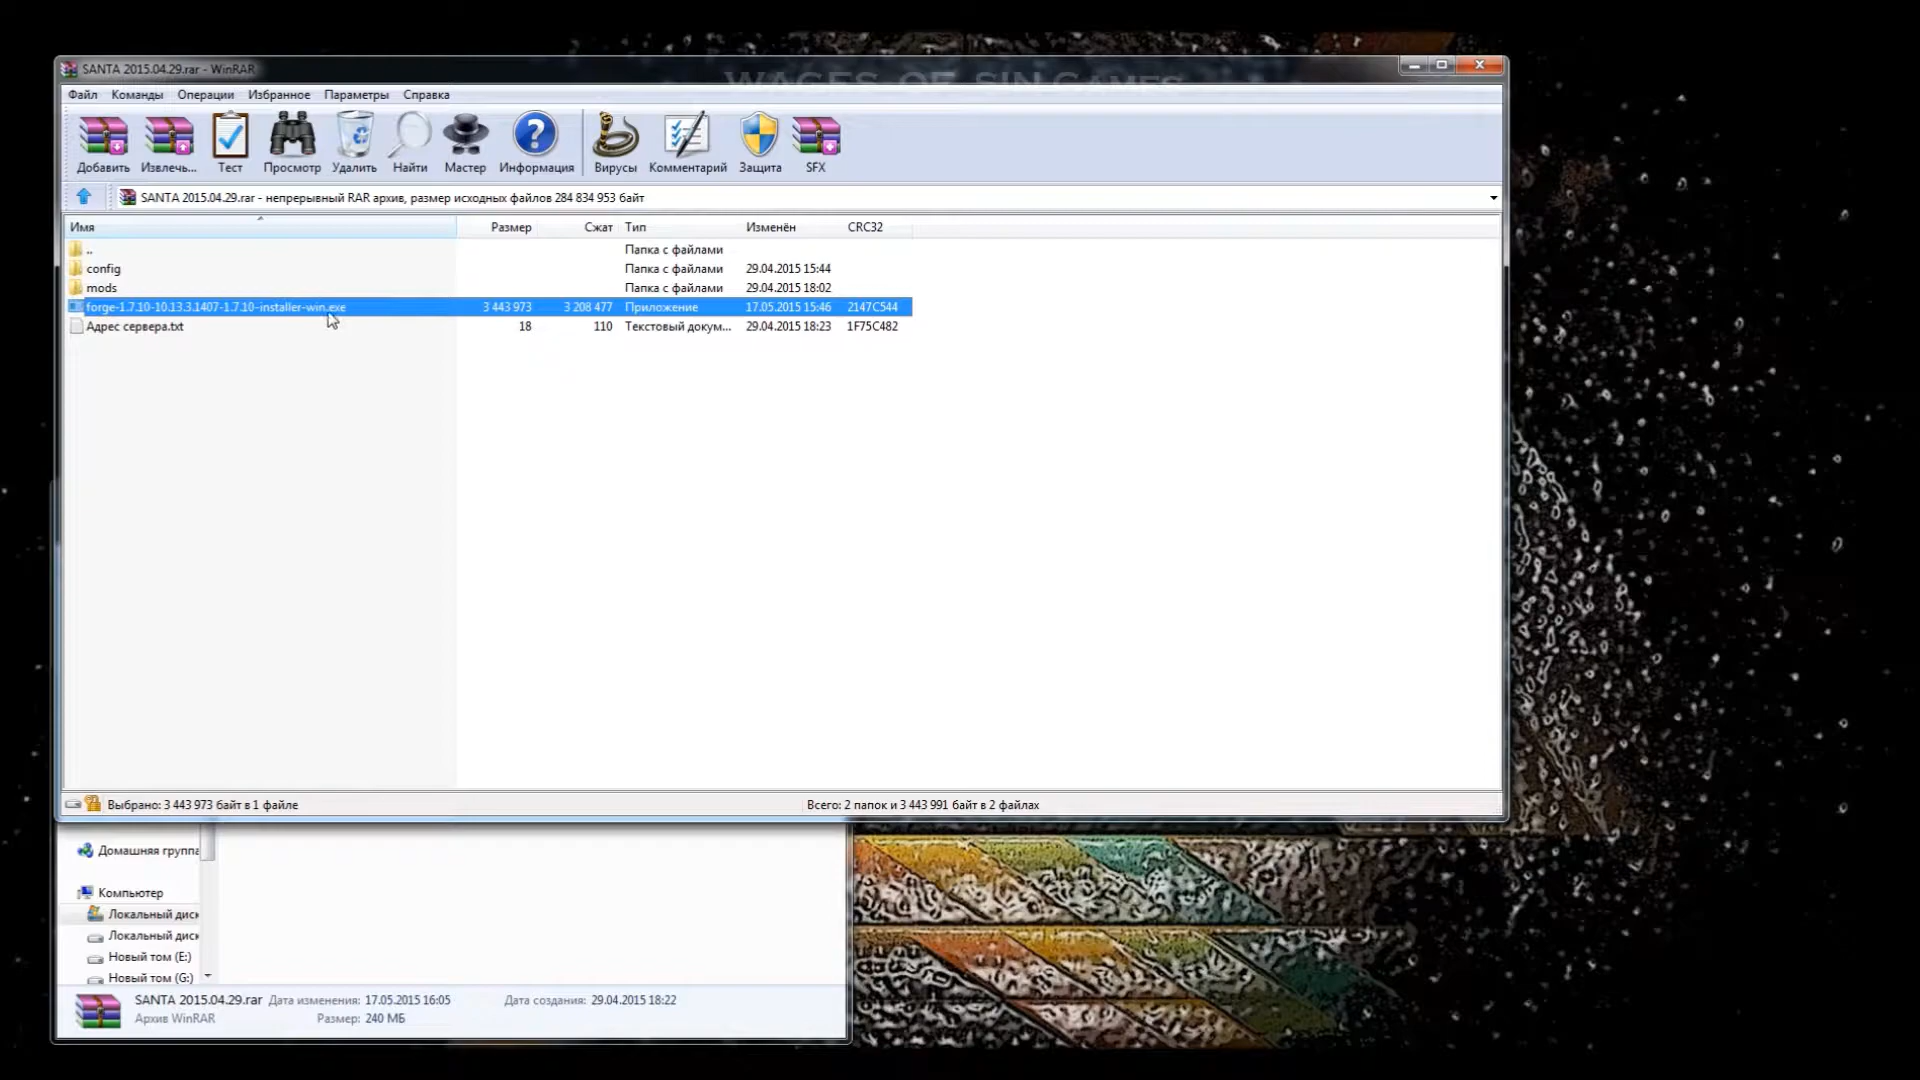 WAGES OF SIN GAMES
SANTA 2015.04.29.rar - WinRAR
Файл Команды Операции Избранное Параметры Справка
Добавить Извлечь... Тест Просмотр Удалить Найти Мастер Информация Вирусы Комментарий Защита SFX
SANTA 2015.04.29.rar - непрерывный RAR архив, размер исходных файлов 284 834 953 байт
Имя Размер Сжат Тип Изменён CRC32
.. Папка с файлами
config Папка с файлами 29.04.2015 15:44
mods Папка с файлами 29.04.2015 18:02
forge-1.7.10-10.13.3.1407-1.7.10-installer-win.exe 3 443 973 3 208 477 Приложение 17.05.2015 15:46 2147C544
Адрес сервера.txt 18 110 Текстовый докум... 29.04.2015 18:23 1F75C482
Выбрано: 3 443 973 байт в 1 файле Всего: 2 папок и 3 443 991 байт в 2 файлах
Домашняя группа
Компьютер
Локальный диск
Локальный диск
Новый том (E:)
Новый том (G:)
SANTA 2015.04.29.rar Дата изменения: 17.05.2015 16:05 Дата создания: 29.04.2015 18:22
Архив WinRAR Размер: 240 МБ